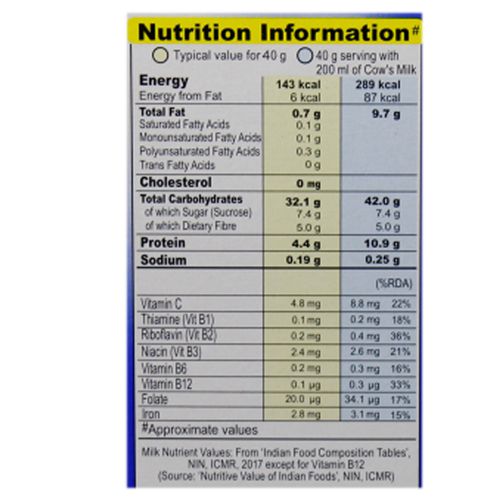 Nutrition Information#
Typical value for 40 g 40 g serving with
200 ml of Cow's Milk
Energy 143 kcal 289 kcal
Energy from Fat 6 kcal 87 kcal
Total Fat 0.7 g 9.7 g
Saturated Fatty Acids 0.1 g
Monounsaturated Fatty Acids 0.1 g
Polyunsaturated Fatty Acids 0.3 g
Trans Fatty Acids 0 g
Cholesterol 0 mg
Total Carbohydrates 32.1 g 42.0 g
of which Sugar (Sucrose) 7.4 g 7.4 g
of which Dietary Fibre 5.0 g 5.0 g
Protein 4.4 g 10.9 g
Sodium 0.19 g 0.25 g
(%RDA)
Vitamin C 4.8 mg 8.8 mg 22%
Thiamine (Vit B1) 0.1 mg 0.2 mg 18%
Riboflavin (Vit B2) 0.2 mg 0.4 mg 36%
Niacin (Vit B3) 2.4 mg 2.6 mg 21%
Vitamin B6 0.2 mg 0.3 mg 16%
Vitamin B12 0.1 µg 0.3 µg 33%
Folate 20.0 µg 34.1 µg 17%
Iron 2.8 mg 3.1 mg 15%
#Approximate values
Milk Nutrient Values: From 'Indian Food Composition Tables',
NIN, ICMR, 2017 except for Vitamin B12
(Source: 'Nutritive Value of Indian Foods', NIN, ICMR)